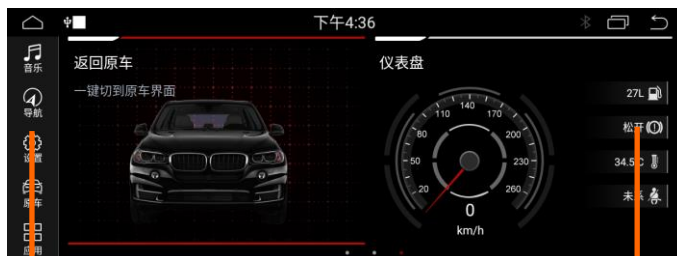 下午4:36
音乐
导航
设置
原车
应用
返回原车
一键切到原车界面
仪表盘
20
50
80
110
140
170
200
230
260
0
km/h
27L
松开
34.5°C
未系